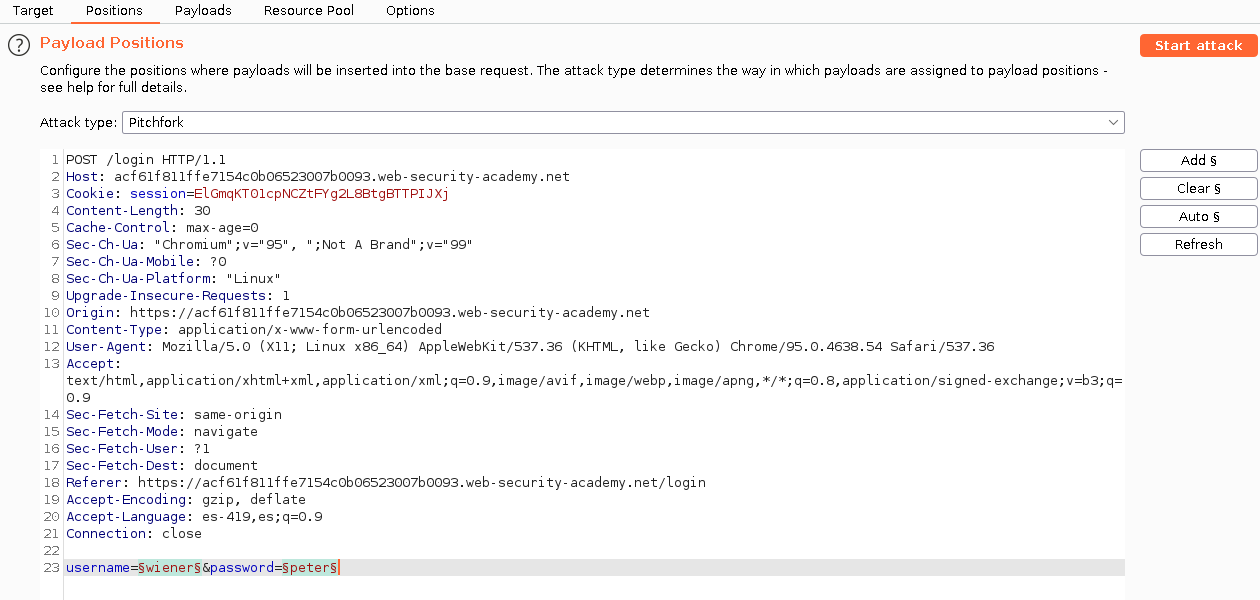 Target Positions Payloads Resource Pool Options
? Payload Positions
Start attack
Configure the positions where payloads will be inserted into the base request. The attack type determines the way in which payloads are assigned to payload positions -
see help for full details.
Attack type: Pitchfork
Add §
Clear §
Auto §
Refresh
1 POST /login HTTP/1.1
2 Host: acf61f811ffe7154c0b06523007b0093.web-security-academy.net
3 Cookie: session=ElGmqKT01cpNCZtFYg2L8BtgBTTPIJXj
4 Content-Length: 30
5 Cache-Control: max-age=0
6 Sec-Ch-Ua: "Chromium";v="95", ";Not A Brand";v="99"
7 Sec-Ch-Ua-Mobile: ?0
8 Sec-Ch-Ua-Platform: "Linux"
9 Upgrade-Insecure-Requests: 1
10 Origin: https://acf61f811ffe7154c0b06523007b0093.web-security-academy.net
11 Content-Type: application/x-www-form-urlencoded
12 User-Agent: Mozilla/5.0 (X11; Linux x86_64) AppleWebKit/537.36 (KHTML, like Gecko) Chrome/95.0.4638.54 Safari/537.36
13 Accept:
text/html,application/xhtml+xml,application/xml;q=0.9,image/avif,image/webp,image/apng,*/*;q=0.8,application/signed-exchange;v=b3;q=
0.9
14 Sec-Fetch-Site: same-origin
15 Sec-Fetch-Mode: navigate
16 Sec-Fetch-User: ?1
17 Sec-Fetch-Dest: document
18 Referer: https://acf61f811ffe7154c0b06523007b0093.web-security-academy.net/login
19 Accept-Encoding: gzip, deflate
20 Accept-Language: es-419,es;q=0.9
21 Connection: close
22
23 username=§wiener§&password=§peter§